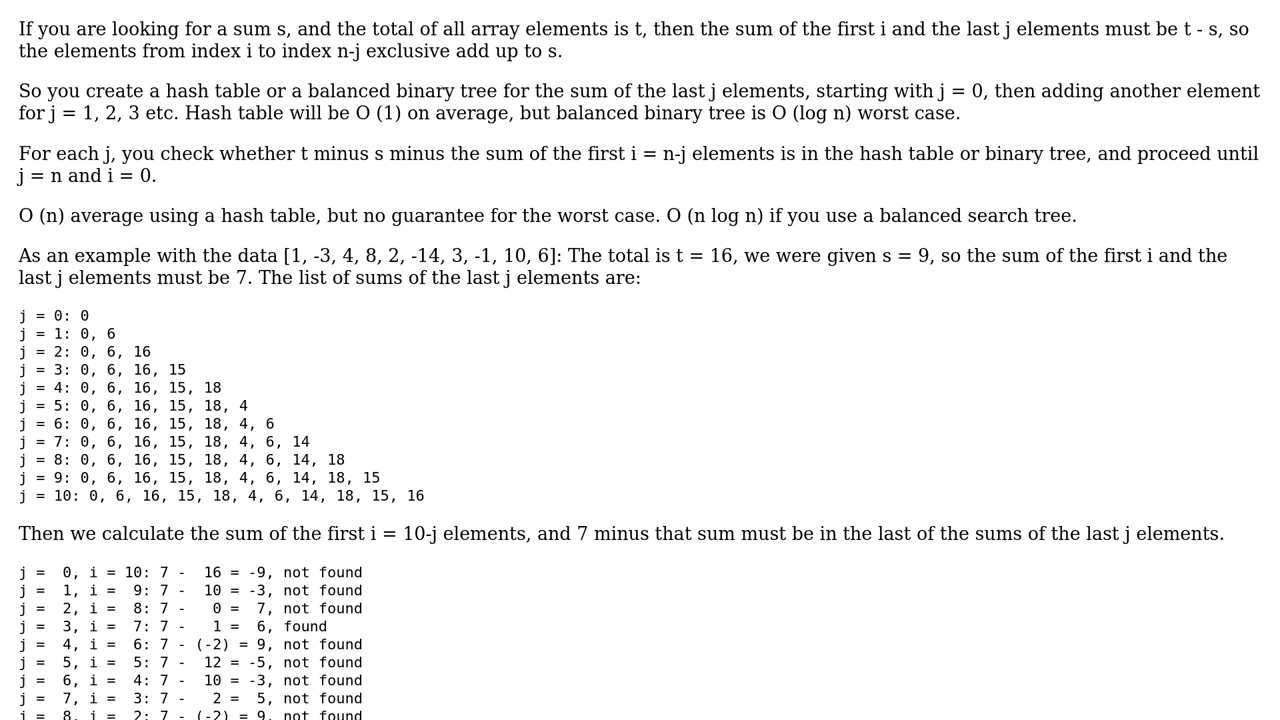 If you are looking for a sum s, and the total of all array elements is t, then the sum of the first i and the last j elements must be t - s, so
the elements from index i to index n-j exclusive add up to s.
So you create a hash table or a balanced binary tree for the sum of the last j elements, starting with j = 0, then adding another element
for j = 1, 2, 3 etc. Hash table will be O (1) on average, but balanced binary tree is O (log n) worst case.
For each j, you check whether t minus s minus the sum of the first i = n-j elements is in the hash table or binary tree, and proceed until
j = n and i = 0.
O (n) average using a hash table, but no guarantee for the worst case. O (n log n) if you use a balanced search tree.
As an example with the data [1, -3, 4, 8, 2, -14, 3, -1, 10, 6]: The total is t = 16, we were given s = 9, so the sum of the first i and the
last j elements must be 7. The list of sums of the last j elements are:
j = 0: 0
j = 1: 0, 6
j = 2: 0, 6, 16
j = 3: 0, 6, 16, 15
j = 4: 0, 6, 16, 15, 18
j = 5: 0, 6, 16, 15, 18, 4
j = 6: 0, 6, 16, 15, 18, 4, 6
j = 7: 0, 6, 16, 15, 18, 4, 6, 14
j = 8: 0, 6, 16, 15, 18, 4, 6, 14, 18
j = 9: 0, 6, 16, 15, 18, 4, 6, 14, 18, 15
j = 10: 0, 6, 16, 15, 18, 4, 6, 14, 18, 15, 16
Then we calculate the sum of the first i = 10-j elements, and 7 minus that sum must be in the last of the sums of the last j elements.
j =  0, i = 10: 7 -  16 = -9, not found
j =  1, i =  9: 7 -  10 = -3, not found
j =  2, i =  8: 7 -   0 =  7, not found
j =  3, i =  7: 7 -   1 =  6, found
j =  4, i =  6: 7 - (-2) = 9, not found
j =  5, i =  5: 7 -  12 = -5, not found
j =  6, i =  4: 7 -  10 = -3, not found
j =  7, i =  3: 7 -   2 =  5, not found
j =  8, i =  2: 7 - (-2) = 9, not found